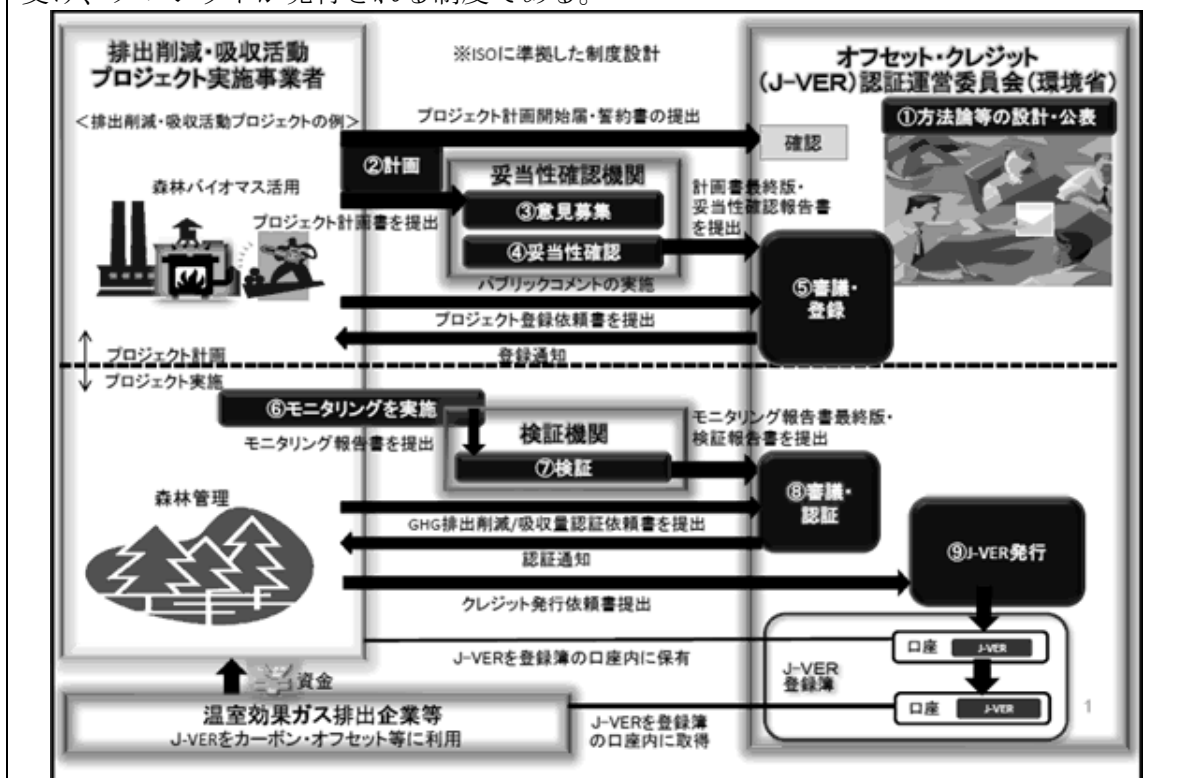 受け、クレジットが発行される制度である。
排出削減・吸収活動
プロジェクト実施事業者
※ISOに準拠した制度設計
オフセット・クレジット
(J-VER)認証運営委員会(環境省)
<排出削減・吸収活動プロジェクトの例>
プロジェクト計画開始届・誓約書の提出
①方法論等の設計・公表
確認
②計画
妥当性確認機関
森林バイオマス活用
プロジェクト計画書を提出
③意見募集
④妥当性確認
計画書最終版・
妥当性確認報告書
を提出
パブリックコメントの実施
⑤審議・
登録
プロジェクト登録依頼書を提出
登録通知
プロジェクト計画
プロジェクト実施
⑥モニタリングを実施
モニタリング報告書を提出
検証機関
⑦検証
モニタリング報告書最終版・
検証報告書を提出
森林管理
⑧審議・
認証
GHG排出削減/吸収量認証依頼書を提出
認証通知
⑨J-VER発行
クレジット発行依頼書提出
J-VERを登録簿の口座内に保有
口座 J-VER
J-VER
登録簿
口座 J-VER
1
資金
温室効果ガス排出企業等
J-VERをカーボン・オフセット等に利用
J-VERを登録簿
の口座内に取得